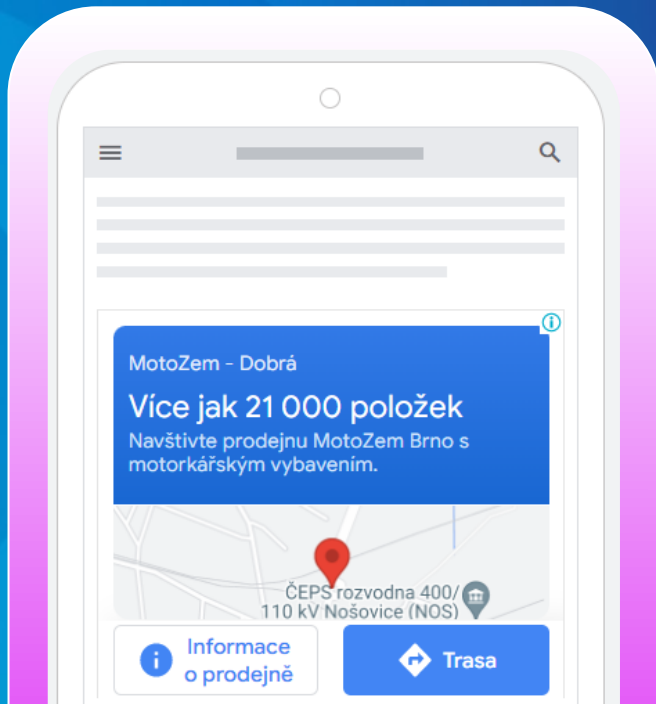 MotoZem - Dobrá
Více jak 21 000 položek
Navštivte prodejnu MotoZem Brno s
motorkářským vybavením.
ČEPS rozvodna 400/
110 kV Nošovice (NOS)
Informace
o prodejně
Trasa